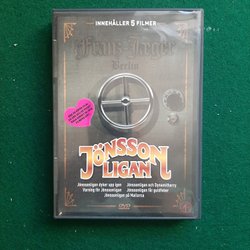 INNEHÅLLER 5 FILMER
Franz Jæger
Berlin
JÖNSSON
LIGAN
Jönssonligan dyker upp igen Jönssonligan och Dynamitharry
Varning för Jönssonligan Jönssonligan får guldfeber
Jönssonligan på Mallorca
DVD